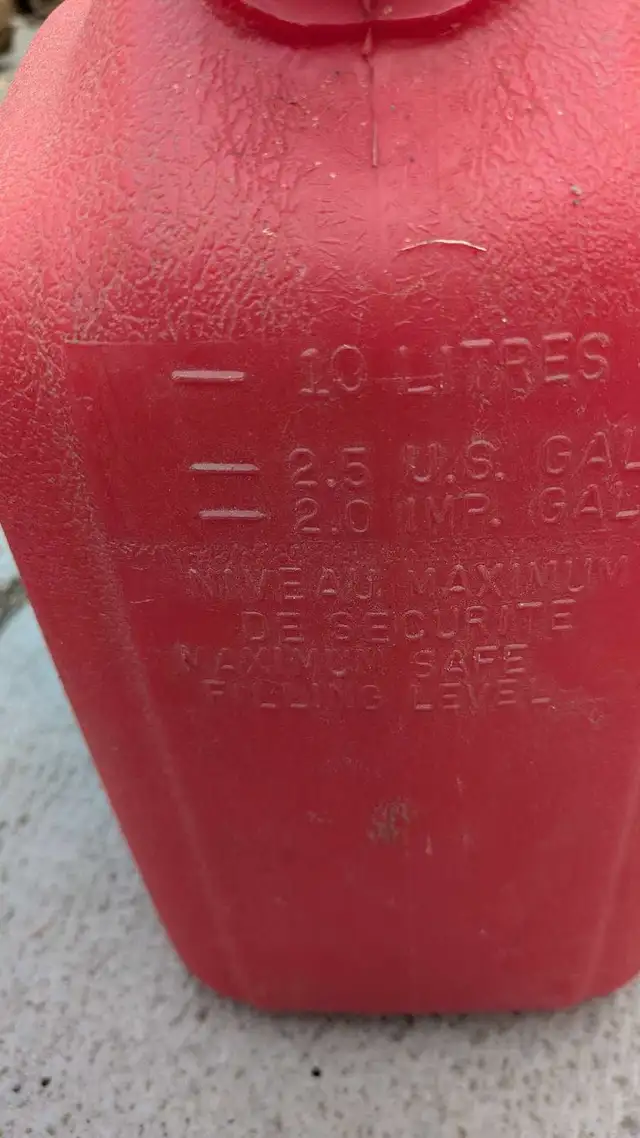 10 LITRES
2.5 U.S. GAL
2.0 IMP. GAL
NIVEAU MAXIMUM
DE SECURITE
MAXIMUM SAFE
FILLING LEVEL